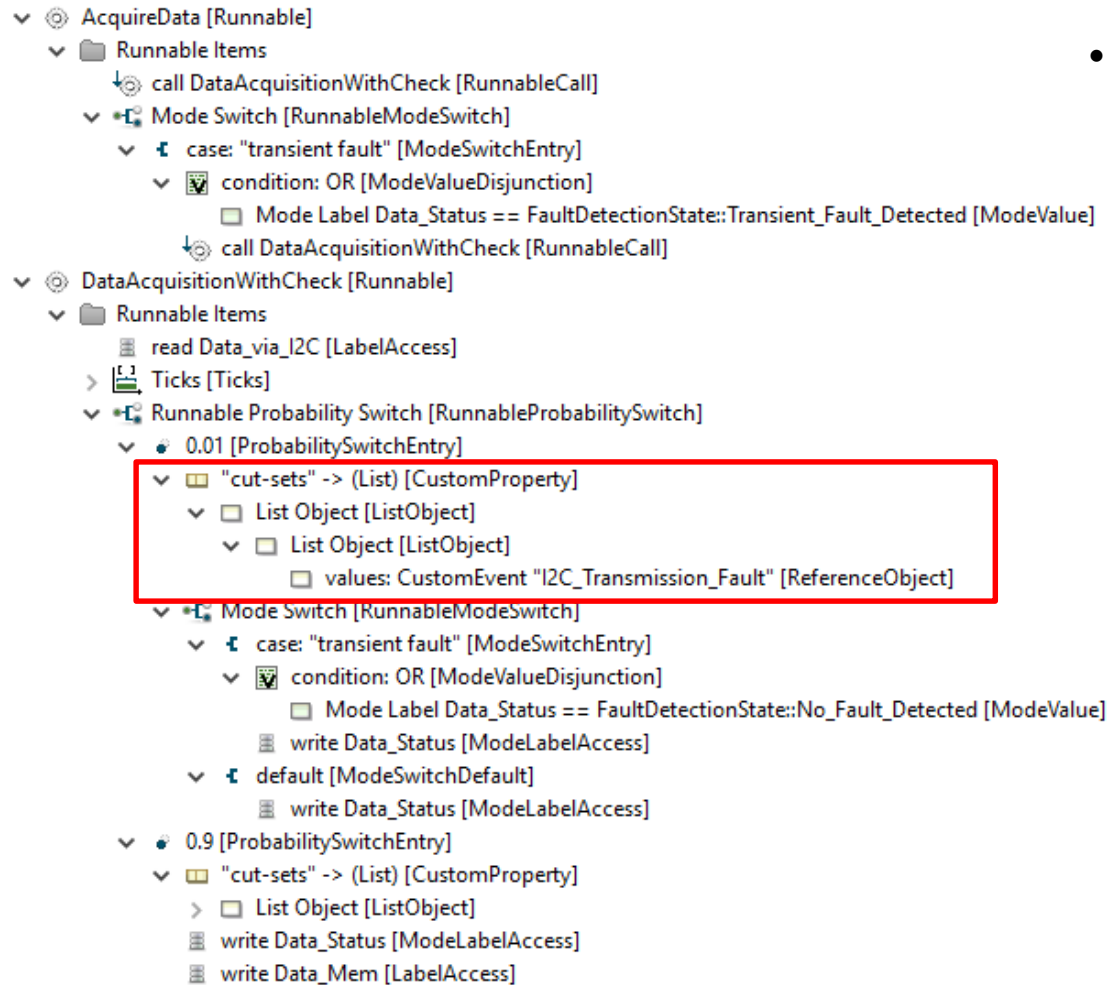 AcquireData [Runnable]
Runnable Items
call DataAcquisitionWithCheck [RunnableCall]
Mode Switch [RunnableModeSwitch]
case: "transient fault" [ModeSwitchEntry]
condition: OR [ModeValueDisjunction]
Mode Label Data_Status == FaultDetectionState::Transient_Fault_Detected [ModeValue]
call DataAcquisitionWithCheck [RunnableCall]
DataAcquisitionWithCheck [Runnable]
Runnable Items
read Data_via_I2C [LabelAccess]
Ticks [Ticks]
Runnable Probability Switch [RunnableProbabilitySwitch]
0.01 [ProbabilitySwitchEntry]
"cut-sets" -> (List) [CustomProperty]
List Object [ListObject]
List Object [ListObject]
values: CustomEvent "I2C_Transmission_Fault" [ReferenceObject]
Mode Switch [RunnableModeSwitch]
case: "transient fault" [ModeSwitchEntry]
condition: OR [ModeValueDisjunction]
Mode Label Data_Status == FaultDetectionState::No_Fault_Detected [ModeValue]
write Data_Status [ModeLabelAccess]
default [ModeSwitchDefault]
write Data_Status [ModeLabelAccess]
0.9 [ProbabilitySwitchEntry]
"cut-sets" -> (List) [CustomProperty]
List Object [ListObject]
write Data_Status [ModeLabelAccess]
write Data_Mem [LabelAccess]